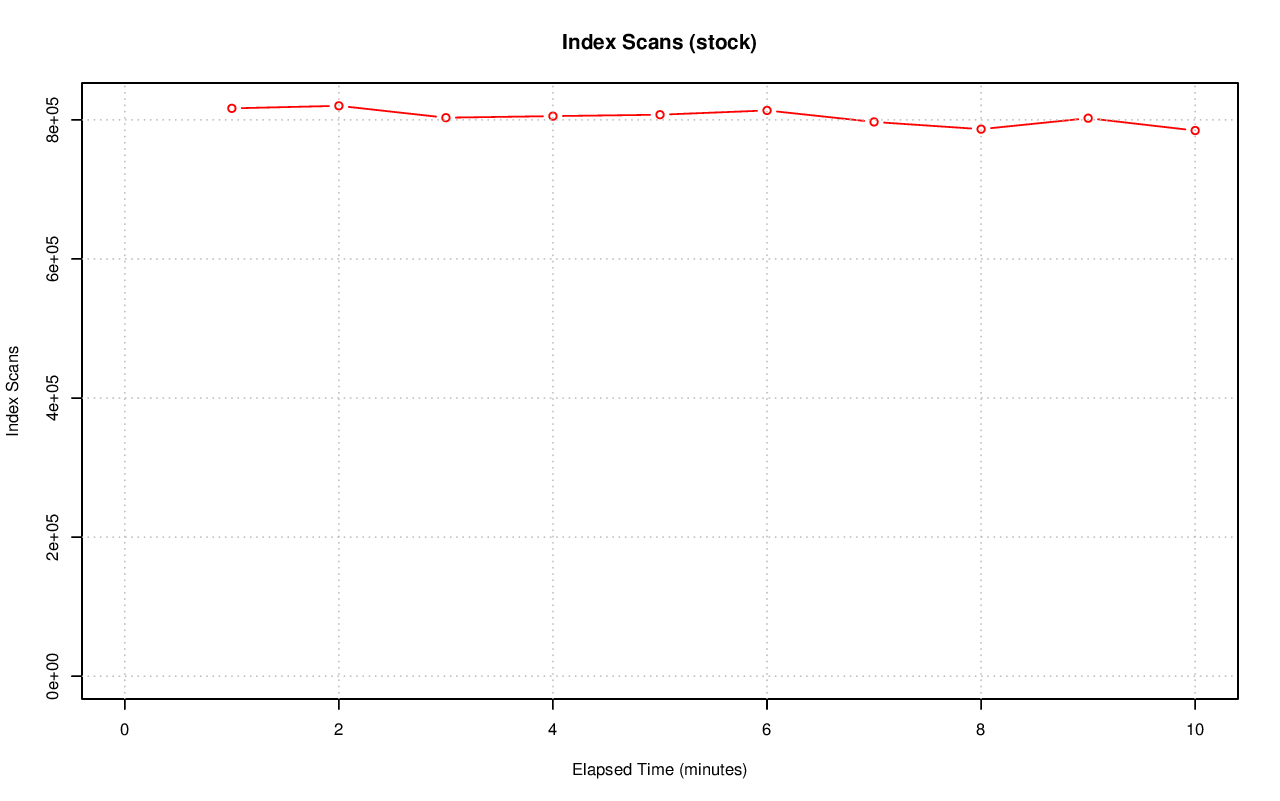 Index Scans (stock)
Index Scans
8e+05
6e+05
4e+05
2e+05
0e+00
0 2 4 6 8 10
Elapsed Time (minutes)